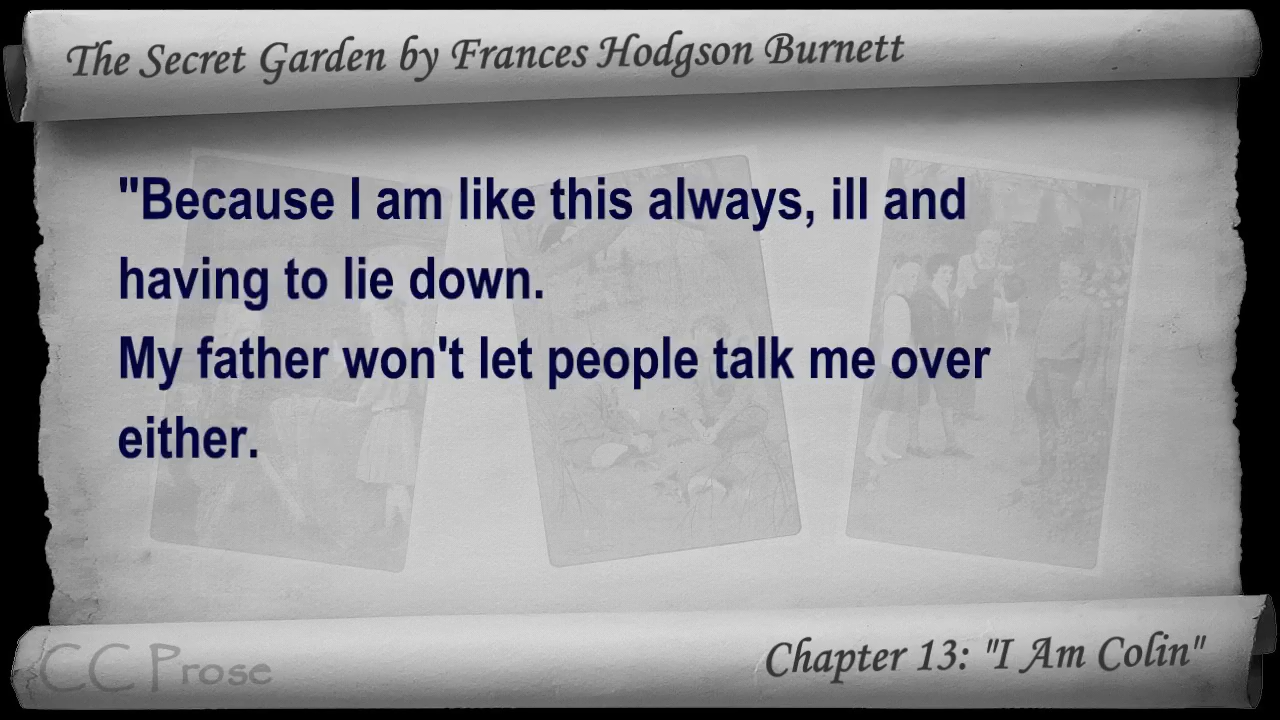 The Secret Garden by Frances Hodgson Burnett
"Because I am like this always, ill and
having to lie down.
My father won't let people talk me over
either.
CC Prose
Chapter 13: "I Am Colin"